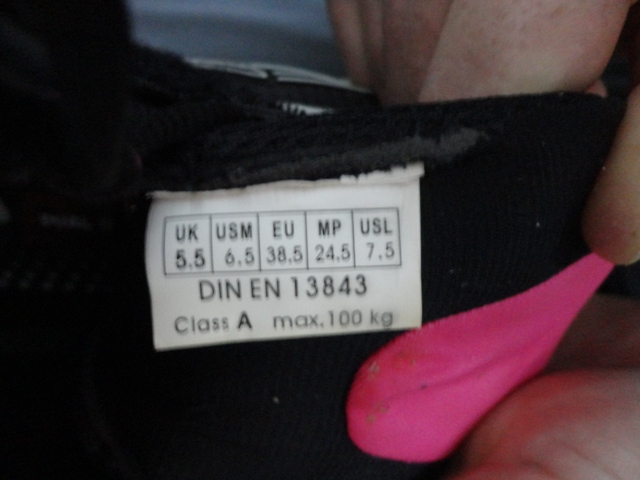 UK USM EU MP USL
5.5 6.5 38.5 24.5 7.5
DIN EN 13843
Class A max.100 kg